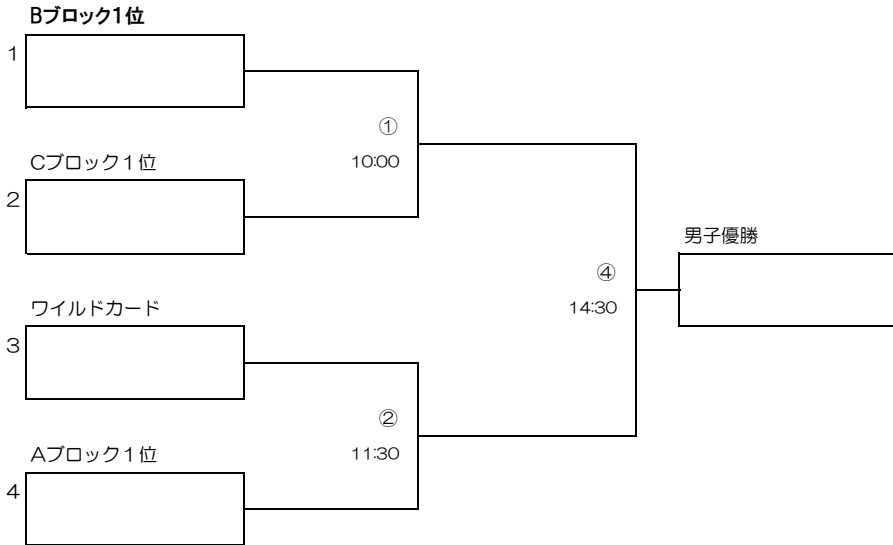 Bブロック1位
1
①
Cブロック１位
10:00
2
男子優勝
④
ワイルドカード
14:30
3
②
Aブロック１位
11:30
4